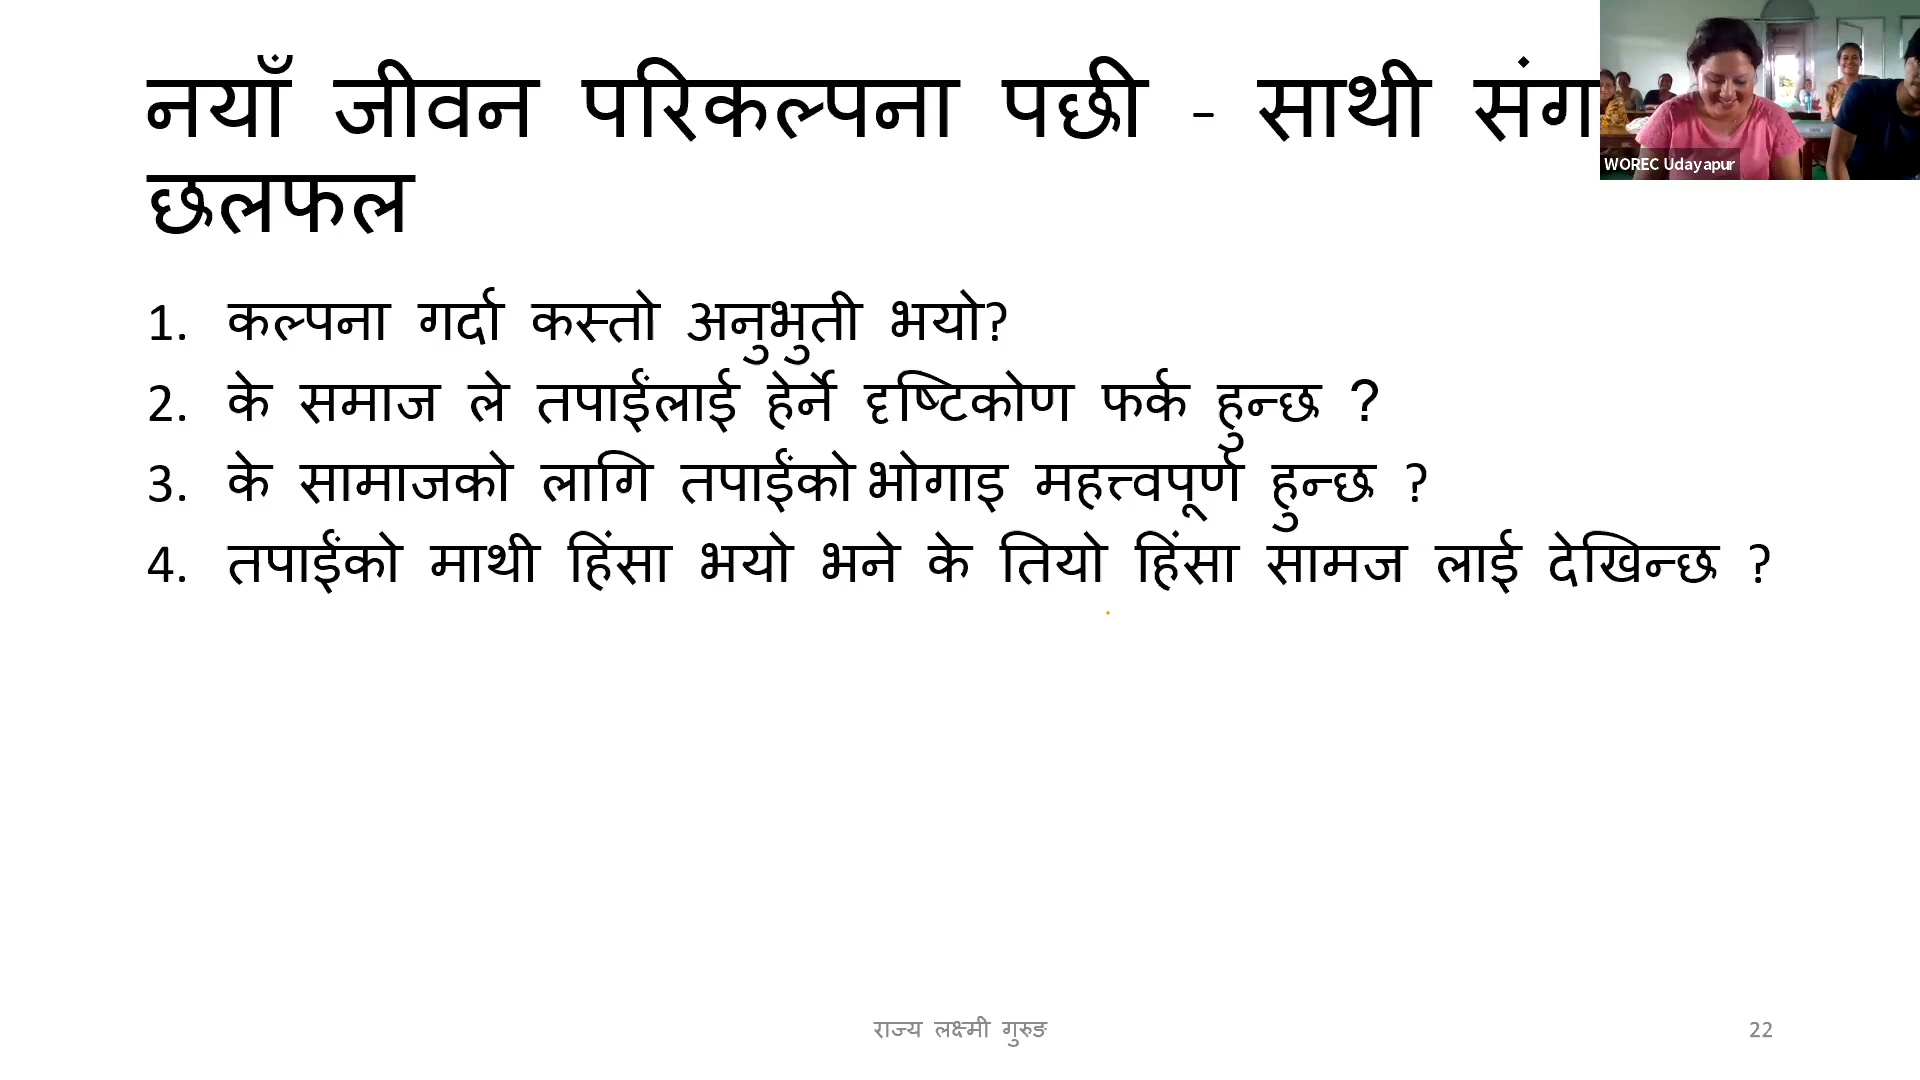 नयाँ जीवन परिकल्पना पछी - साथी संग
छलफल
WOREC Udayapur
1. कल्पना गर्दा कस्तो अनुभुती भयो?
2. के समाज ले तपाईंलाई हेर्ने दृष्टिकोण फर्क हुन्छ ?
3. के सामाजको लागि तपाईंको भोगाइ महत्त्वपूर्ण हुन्छ ?
4. तपाईंको माथी हिंसा भयो भने के तियो हिंसा सामज लाई देखिन्छ ?
राज्य लक्ष्मी गुरुङ
22